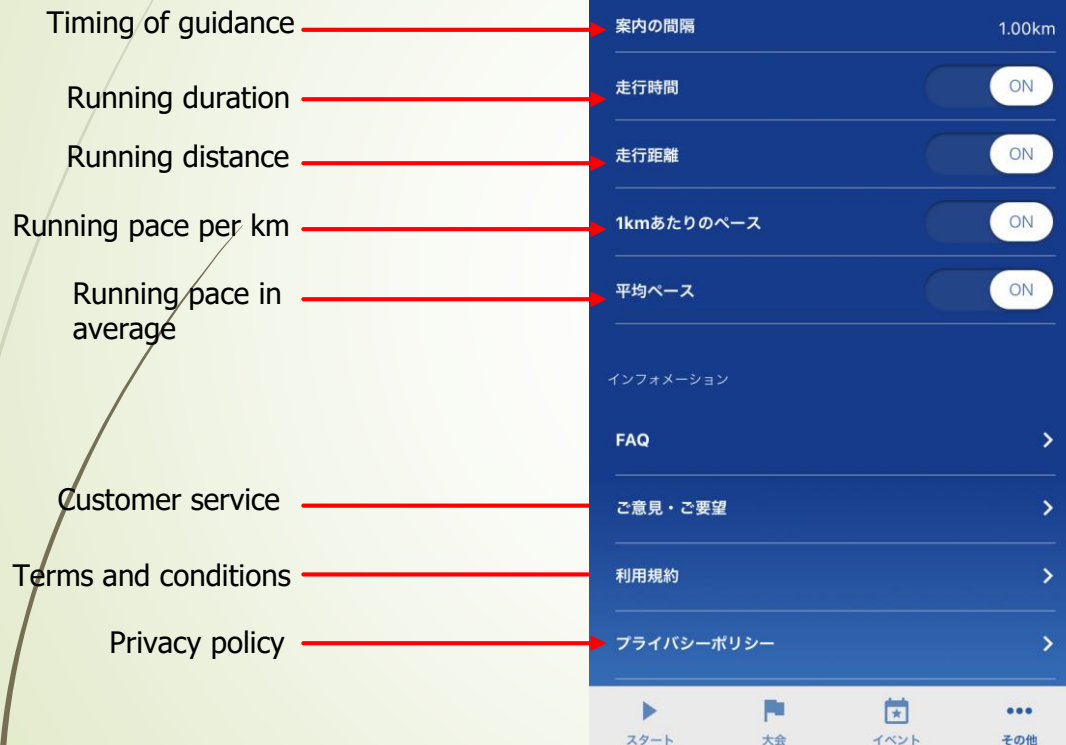 Timing of guidance
案内の間隔 1.00km
Running duration
走行時間 ON
Running distance
走行距離 ON
Running pace per km
1kmあたりのペース ON
Running pace in
average
平均ペース ON
インフォメーション
FAQ
Customer service
ご意見・ご要望
Terms and conditions
利用規約
Privacy policy
プライバシーポリシー
スタート 大会 イベント その他